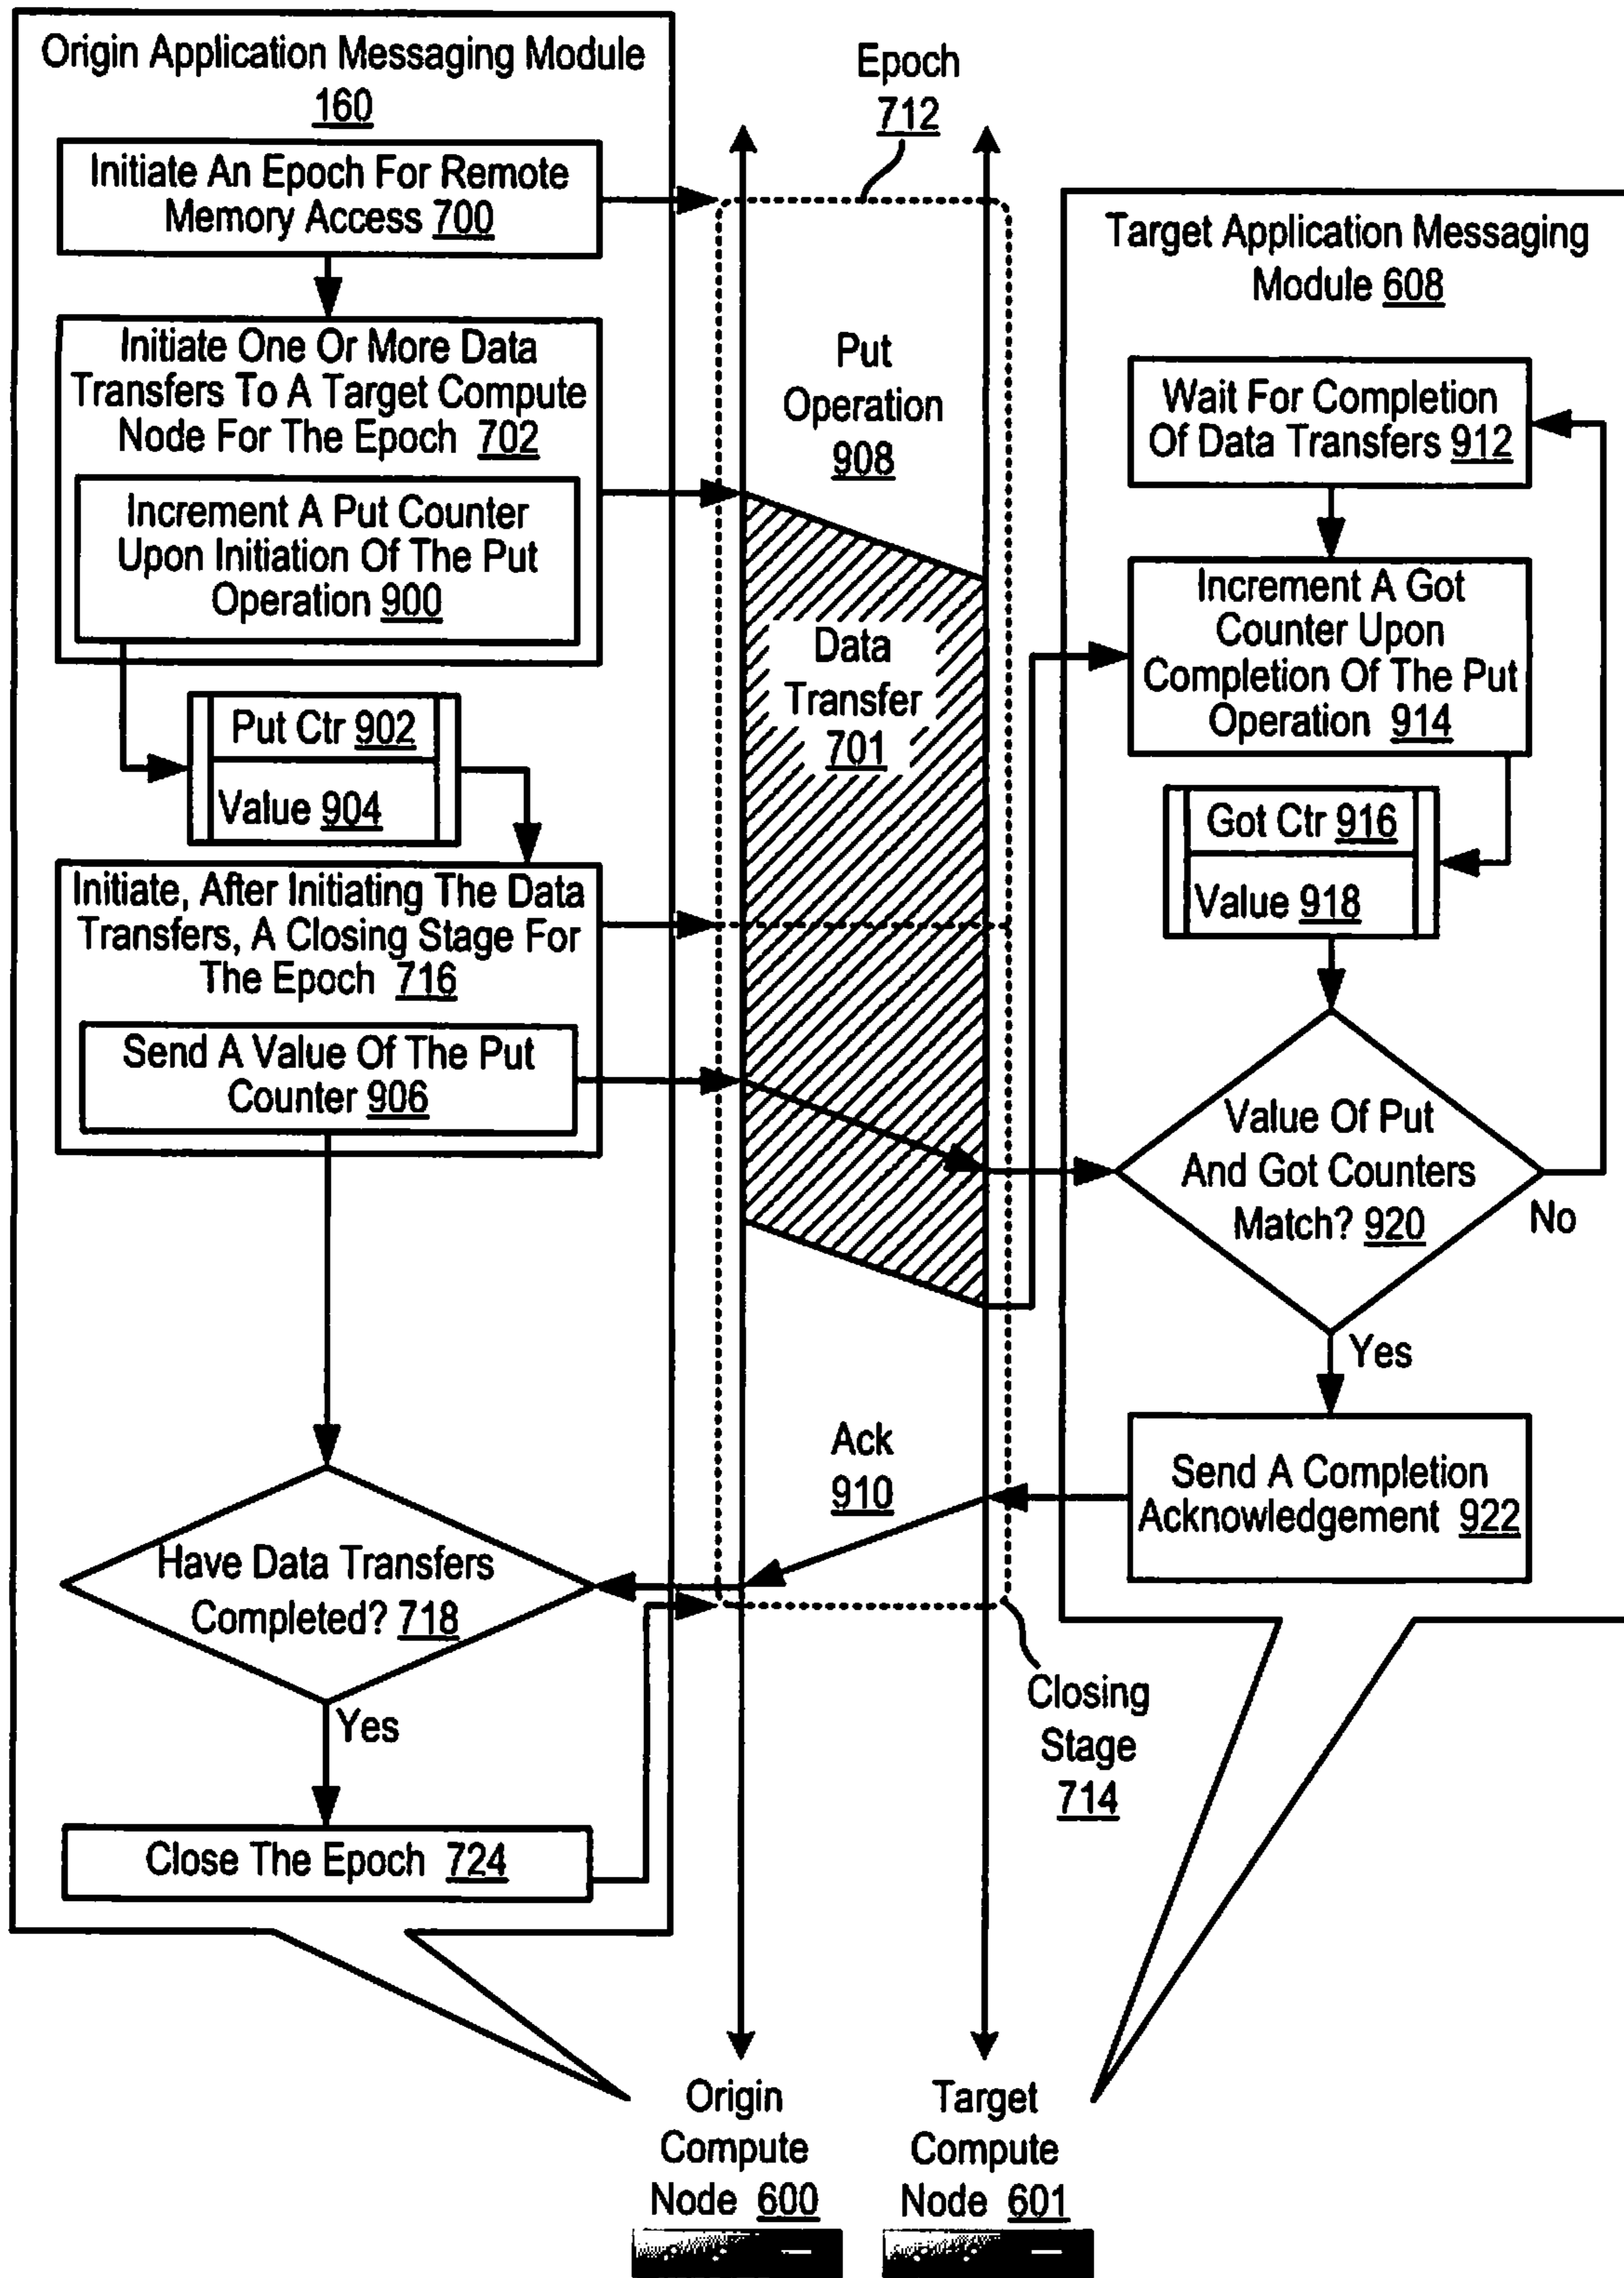 Origin Application Messaging Module
160
Initiate An Epoch For Remote
Memory Access 700
Initiate One Or More Data
Transfers To A Target Compute
Node For The Epoch 702
Increment A Put Counter
Upon Initiation Of The Put
Operation 900
Put Ctr 902
Value 904
Initiate, After Initiating The Data
Transfers, A Closing Stage For
The Epoch 716
Send A Value Of The Put
Counter 906
Have Data Transfers
Completed? 718
Yes
Close The Epoch 724
Epoch
712
Put
Operation
908
Data
Transfer
701
Ack
910
Closing
Stage
714
Origin
Compute
Node 600
Target
Compute
Node 601
Target Application Messaging
Module 608
Wait For Completion
Of Data Transfers 912
Increment A Got
Counter Upon
Completion Of The Put
Operation 914
Got Ctr 916
Value 918
Value Of Put
And Got Counters
Match? 920
No
Yes
Send A Completion
Acknowledgement 922